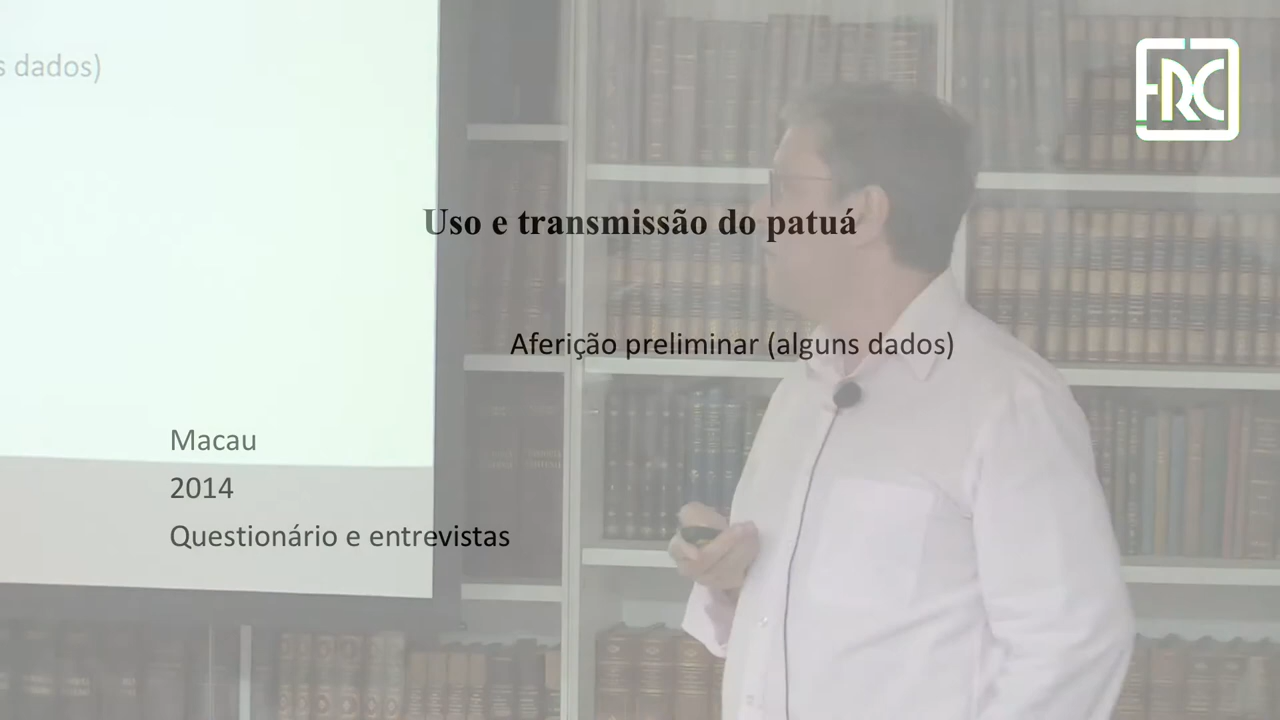 s dados)
FRC
Uso e transmissão do patuá
Aferição preliminar (alguns dados)
Macau
2014
Questionário e entrevistas